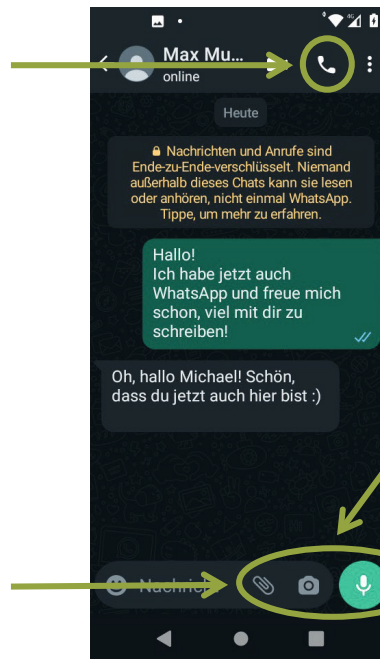 Max Mu...
online
Heute
Nachrichten und Anrufe sind
Ende-zu-Ende-verschlüsselt. Niemand
außerhalb dieses Chats kann sie lesen
oder anhören, nicht einmal WhatsApp.
Tippe, um mehr zu erfahren.
Hallo!
Ich habe jetzt auch
WhatsApp und freue mich
schon, viel mit dir zu
schreiben!
Oh, hallo Michael! Schön,
dass du jetzt auch hier bist :)